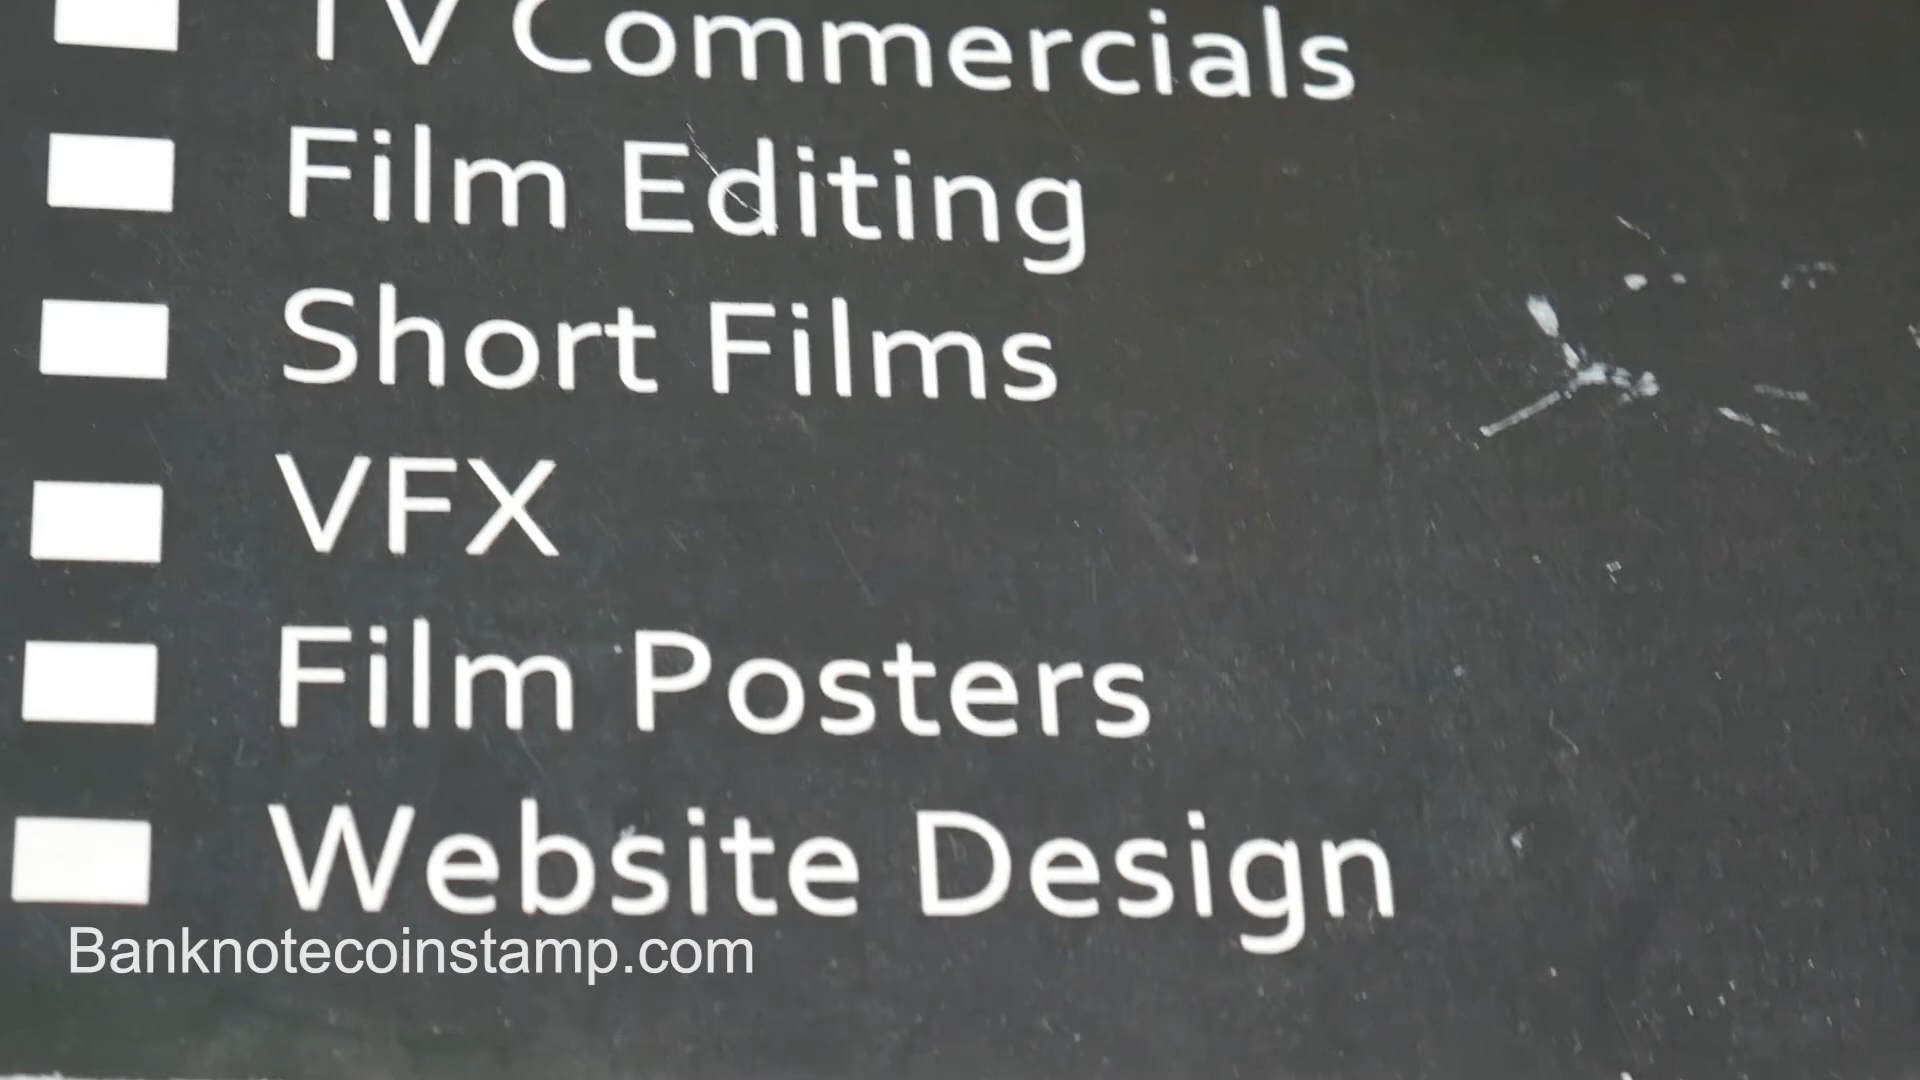 TV Commercials
Film Editing
Short Films
VFX
Film Posters
Website Design
Banknotecoinstamp.com